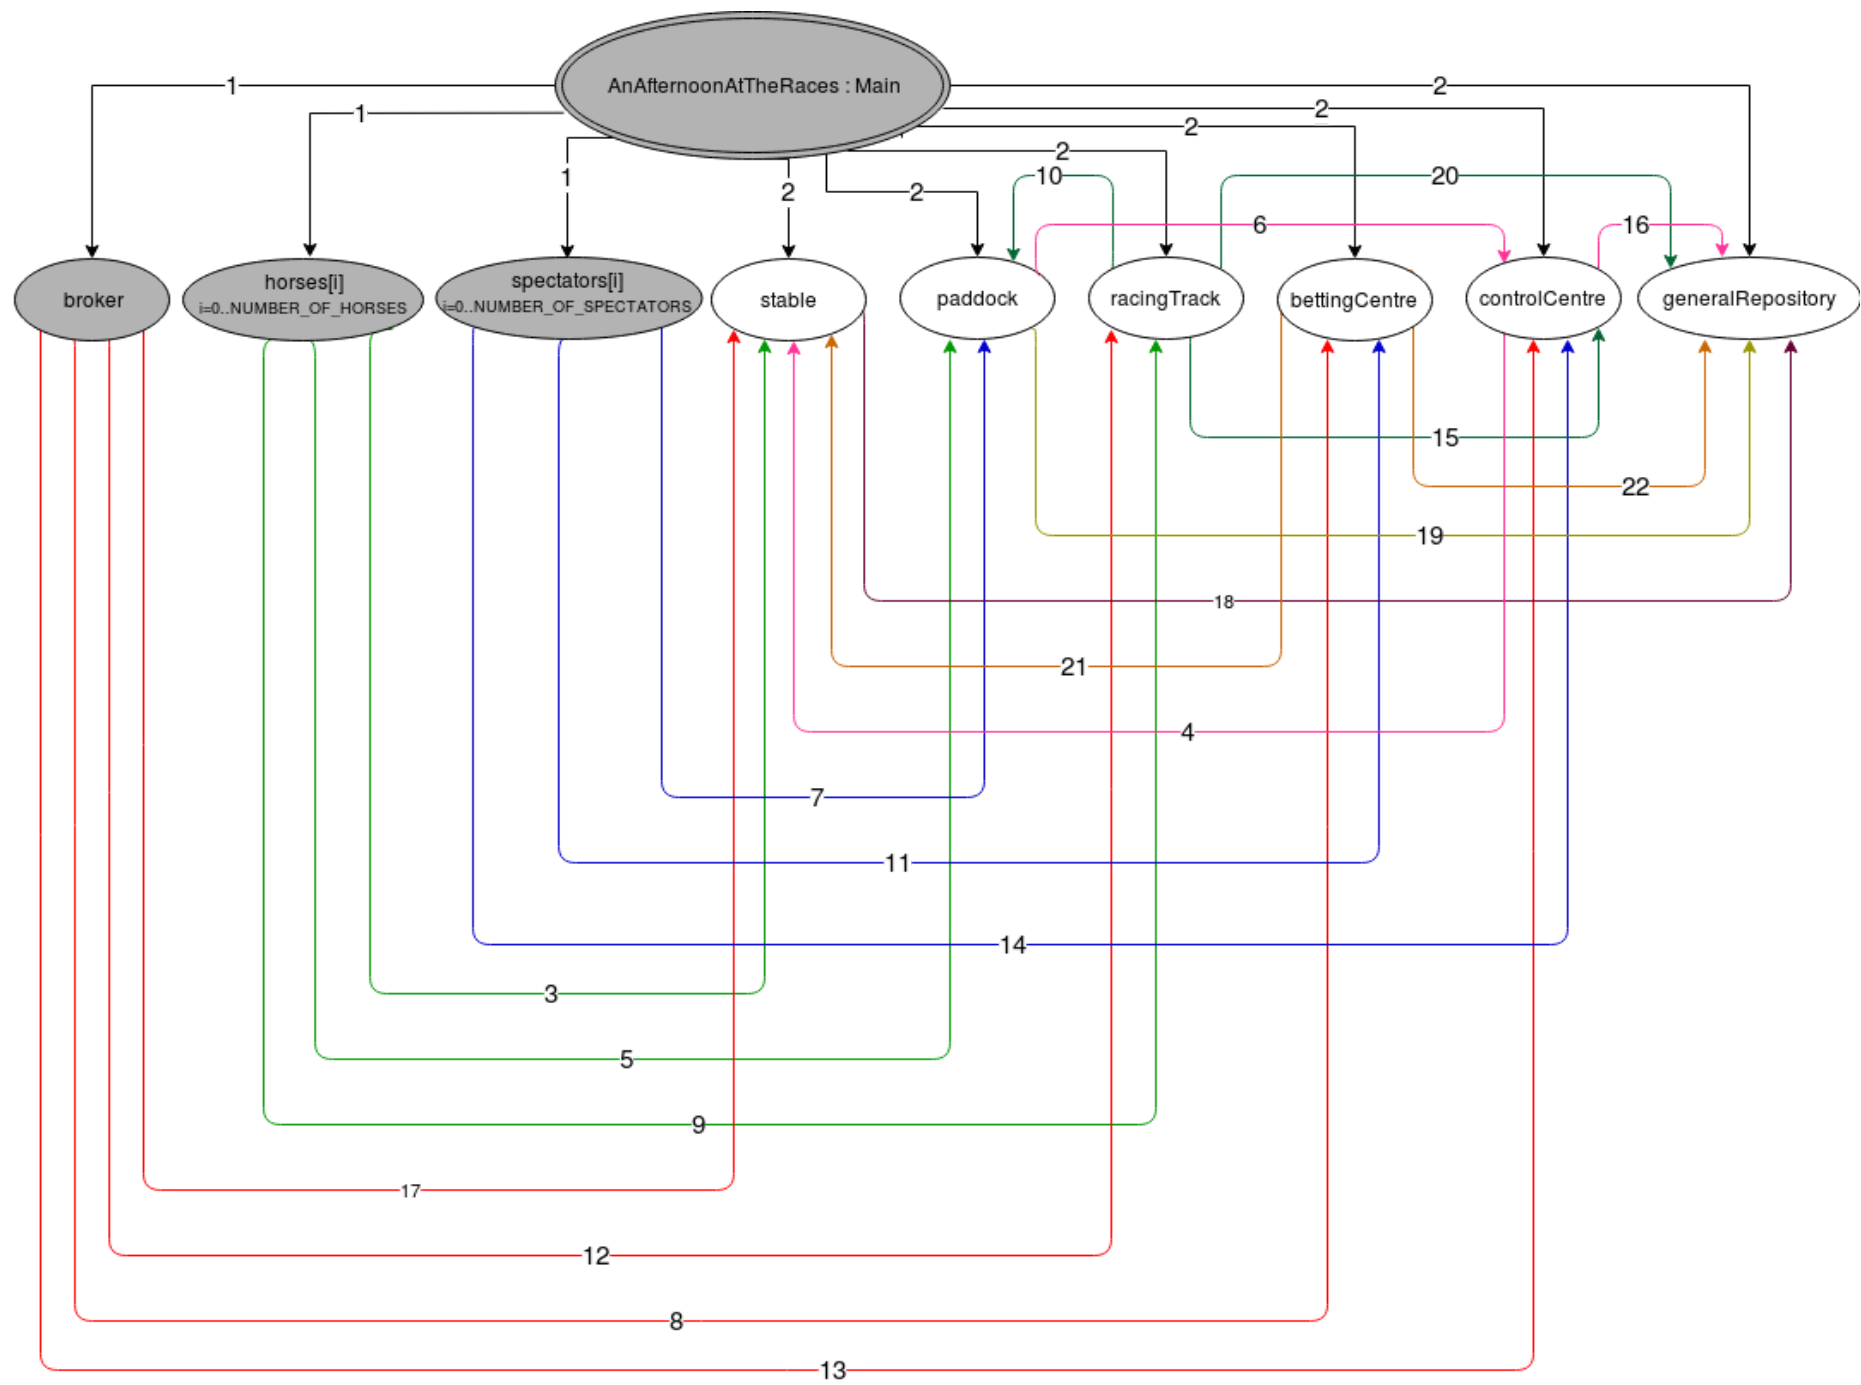 AnAfternoonAtTheRaces : Main
1
2
1
2
2
2
10
20
1
2
2
6
16
broker
horses[i]
i=0..NUMBER_OF_HORSES
spectators[i]
i=0..NUMBER_OF_SPECTATORS
stable
paddock
racingTrack
bettingCentre
controlCentre
generalRepository
15
22
19
18
21
4
7
11
14
3
5
9
17
12
8
13